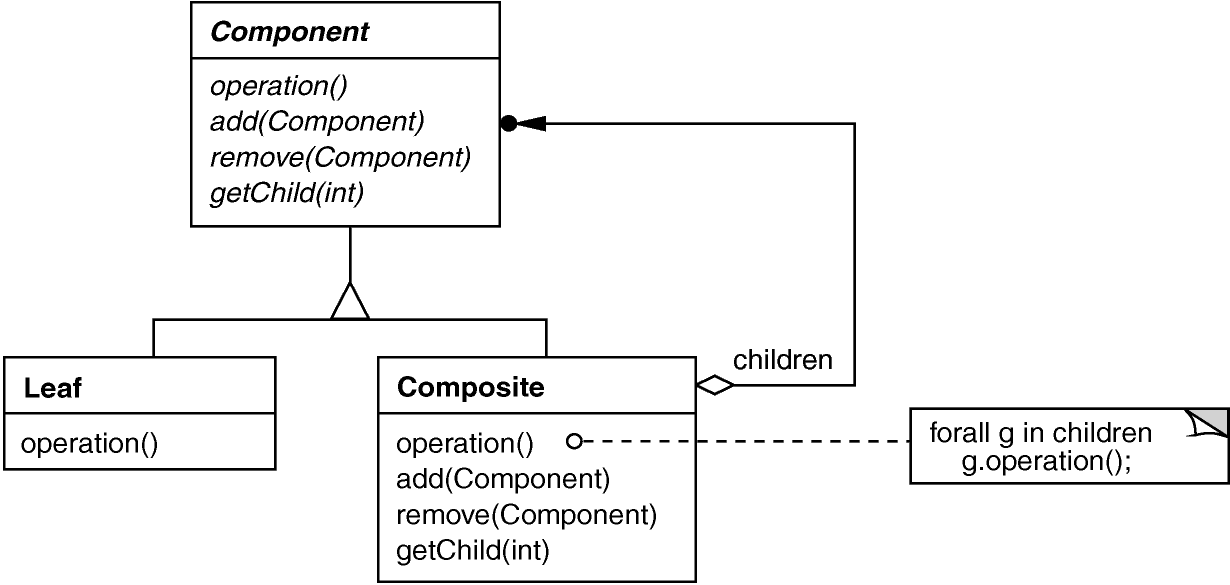 Component
operation()
add(Component)
remove(Component)
getChild(int)
Leaf
operation()
Composite
operation()
add(Component)
remove(Component)
getChild(int)
children
forall g in children
g.operation();